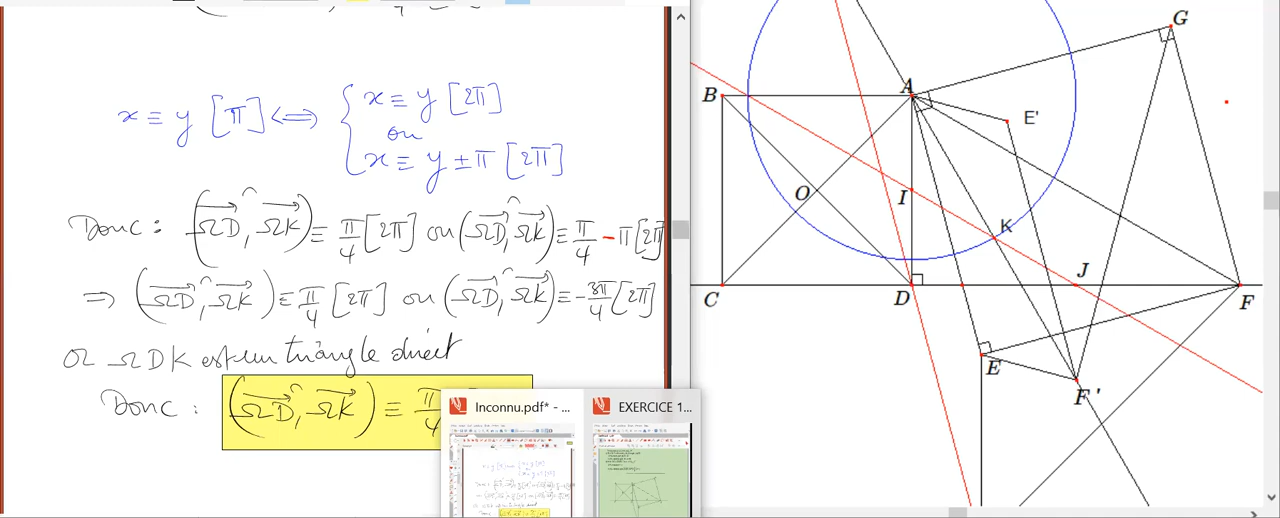 x ≡ y [π] ⟺ { x ≡ y [2π]
ou
x ≡ y ± π [2π]
Donc : (ΩD, ΩK) ≡ π/4 [2π] ou (ΩD, ΩK) ≡ π/4 - π [2π]
⇒ (ΩD, ΩK) ≡ π/4 [2π] ou (ΩD, ΩK) ≡ -3π/4 [2π]
or ΩDK est un triangle direct
Donc : (ΩD, ΩK) ≡ π/4
Inconnu.pdf* - ...
EXERCICE 1...
G
B
A
E'
O
I
K
J
C
D
F
E
F'